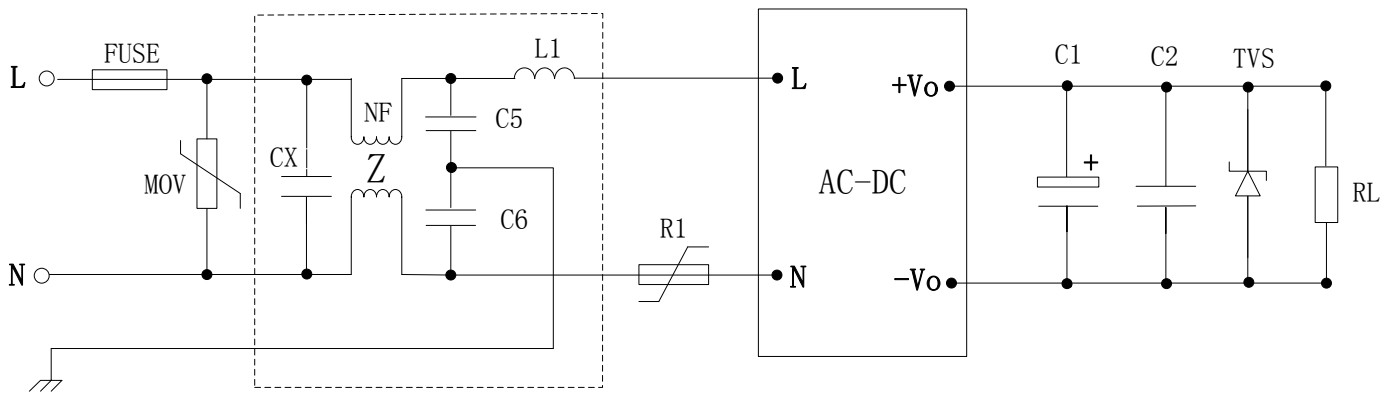 FUSE
L1
C1
C2
TVS
L
L
+Vo
NF
C5
CX
Z
MOV
+
AC-DC
RL
C6
R1
N
N
-Vo